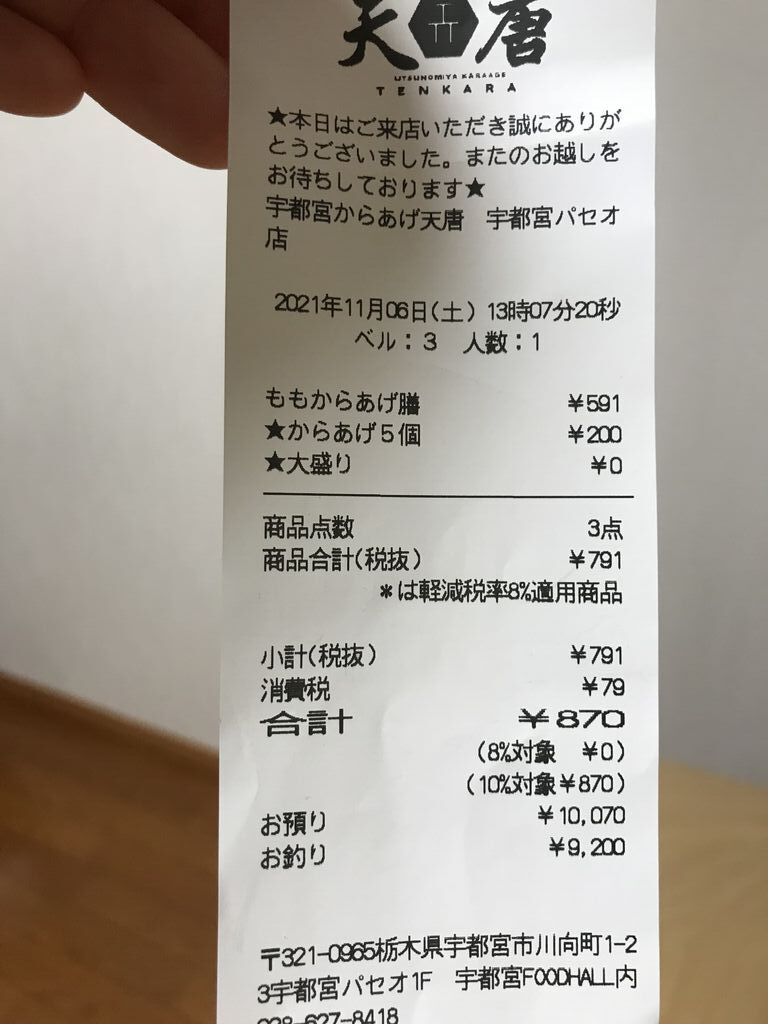 天唐
UTSUNOMIYA KARAAGE
TENKARA
★本日はご来店いただき誠にありが
とうございました。またのお越しを
お待ちしております★
宇都宮からあげ天唐　宇都宮パセオ
店
2021年11月06日(土) 13時07分20秒
ベル：3　人数：1
ももからあげ膳 ¥591
★からあげ5個 ¥200
★大盛り ¥0
商品点数 3点
商品合計(税抜) ¥791
＊は軽減税率8%適用商品
小計(税抜) ¥791
消費税 ¥79
合計 ¥870
(8%対象 ¥0)
(10%対象¥870)
お預り ¥10,070
お釣り ¥9,200
〒321-0965栃木県宇都宮市川向町1-2
3宇都宮パセオ1F　宇都宮FOODHALL内
028-627-8418